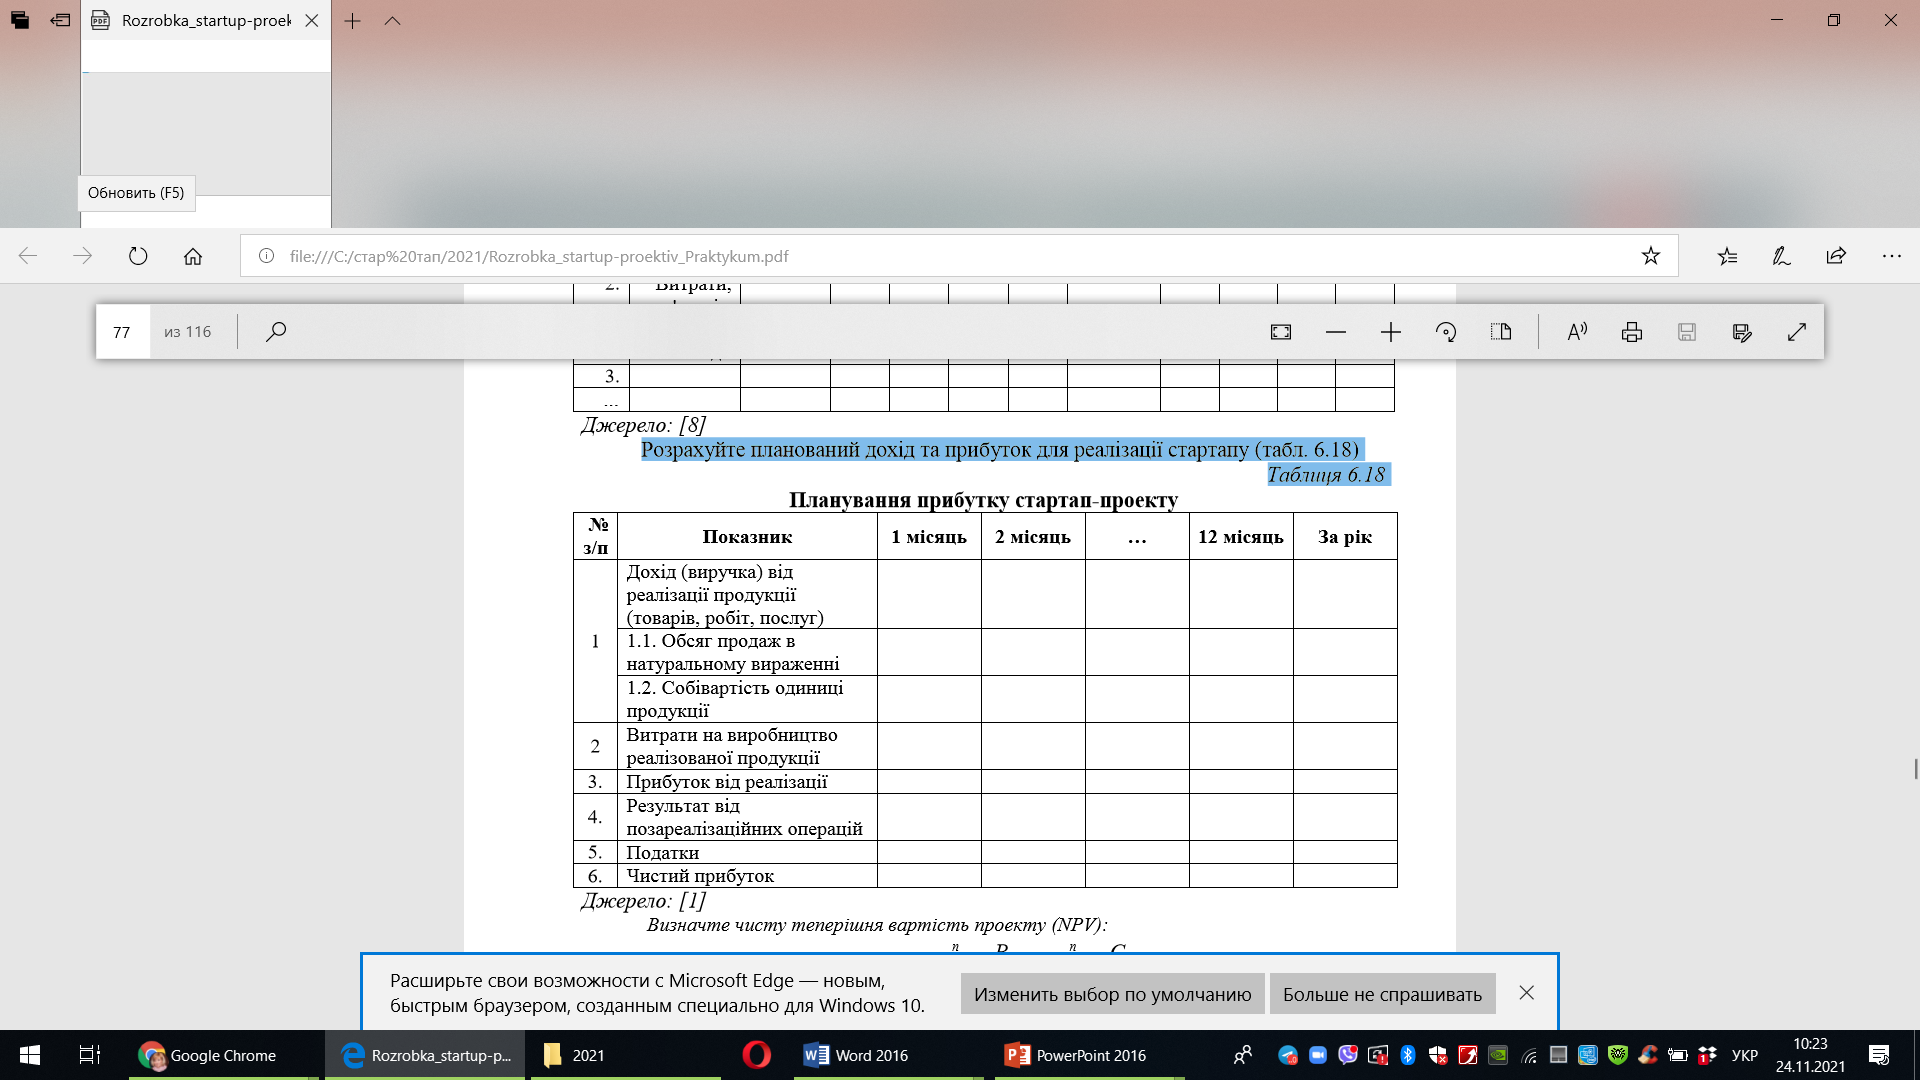 Rozrobka_startup-proek
Обновить (F5)
file:///C:/стар%20тап/2021/Rozrobka_startup-proektiv_Praktykum.pdf
2. Витрати,
77 из 116
3.
...
Джерело: [8]
Розрахуйте планований дохід та прибуток для реалізації стартапу (табл. 6.18)
Таблиця 6.18
Планування прибутку стартап-проекту
№ з/п Показник 1 місяць 2 місяць … 12 місяць За рік
1
Дохід (виручка) від
реалізації продукції
(товарів, робіт, послуг)
1.1. Обсяг продаж в
натуральному вираженні
1.2. Собівартість одиниці
продукції
2 Витрати на виробництво
реалізованої продукції
3. Прибуток від реалізації
4. Результат від
позареалізаційних операцій
5. Податки
6. Чистий прибуток
Джерело: [1]
Визначте чисту теперішня вартість проекту (NPV):
Расширьте свои возможности с Microsoft Edge — новым,
быстрым браузером, созданным специально для Windows 10.
Изменить выбор по умолчанию
Больше не спрашивать
Google Chrome
Rozrobka_startup-p...
2021
Word 2016
PowerPoint 2016
УКР
10:23
24.11.2021